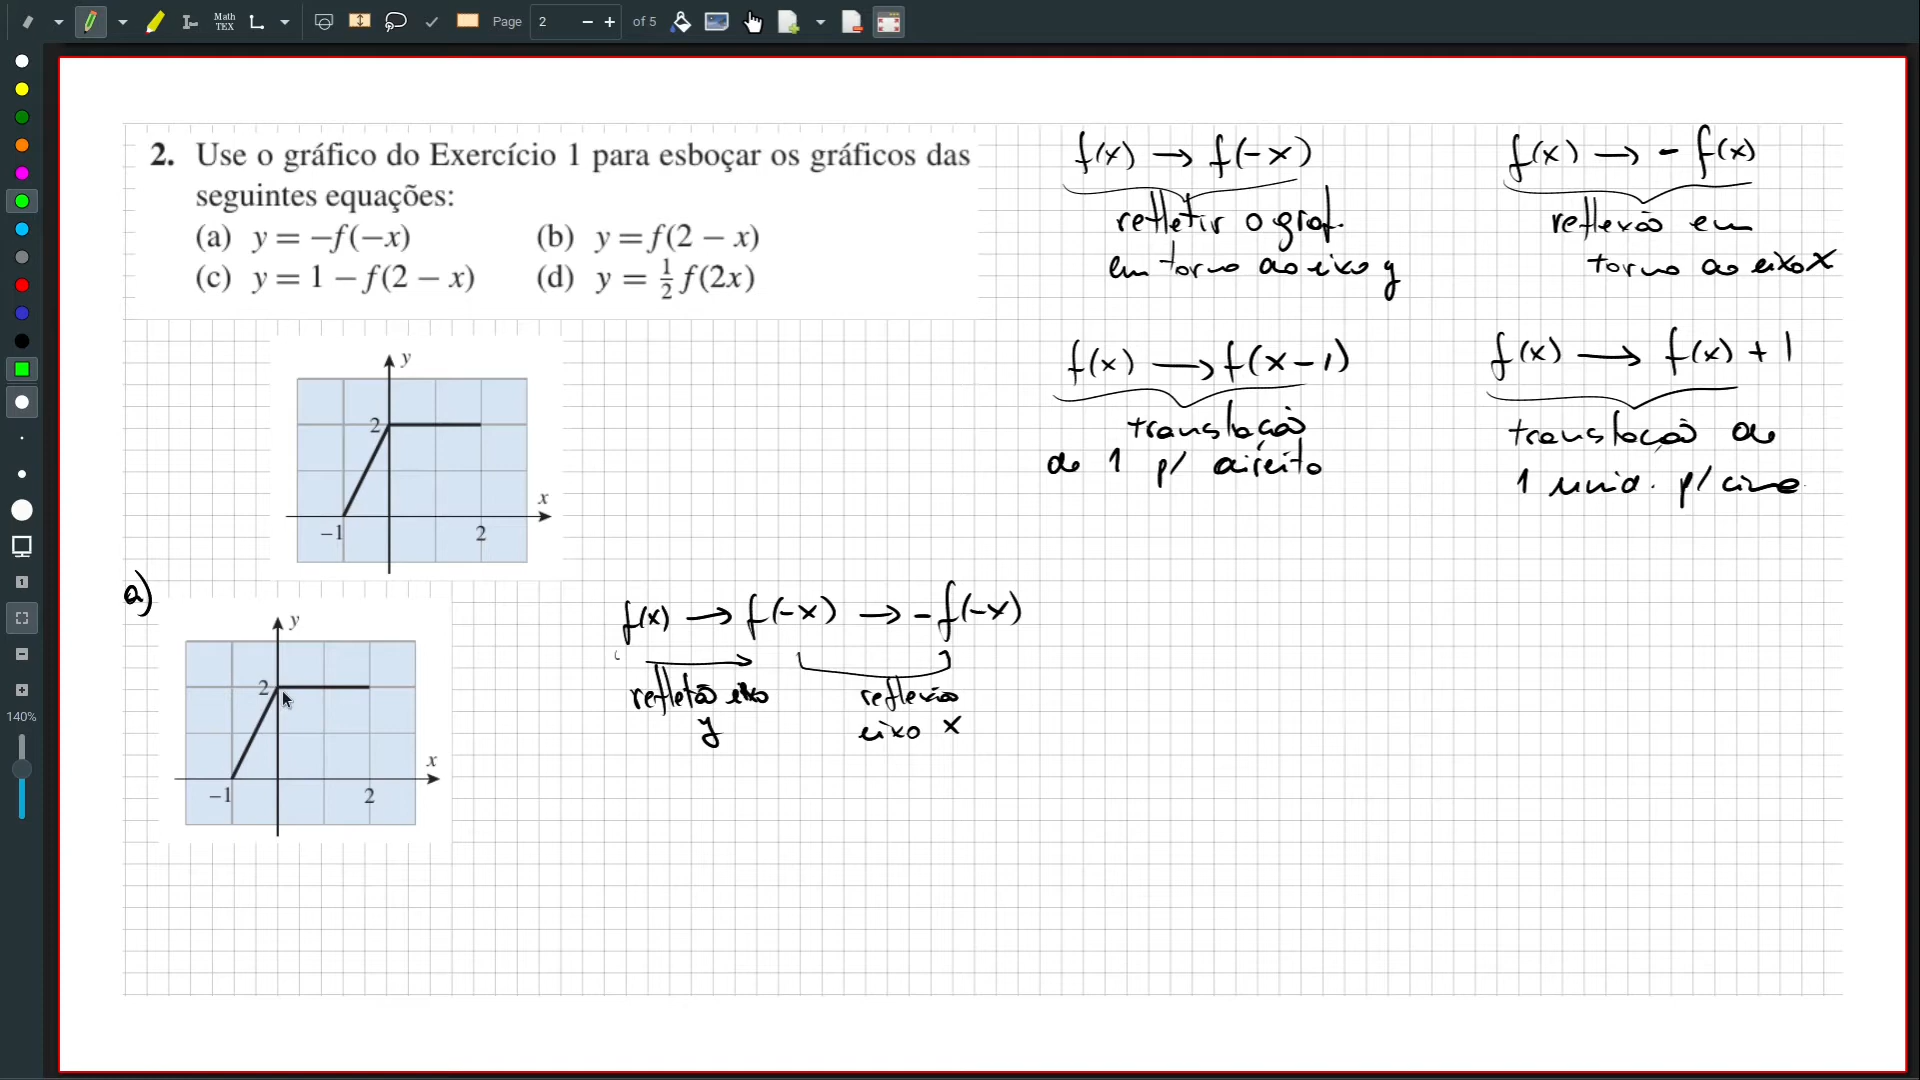 Math
TEX
Page 2 of 5
140%
2. Use o gráfico do Exercício 1 para esboçar os gráficos das
seguintes equações:
(a) y = −f(−x) (b) y = f(2 − x)
(c) y = 1 − f(2 − x) (d) y = 1/2 f(2x)
f(x) → f(-x)
refletir o graf.
em torno ao eixo y
f(x) → - f(x)
reflexão em
torno ao eixo x
f(x) → f(x-1)
translação
de 1 p/ direita
f(x) → f(x) + 1
translação de
1 unid. p/ cima
y
2
x
−1
2
a)
y
2
x
−1
2
f(x) → f(-x) → -f(-x)
eixo
y
reflexão
eixo x